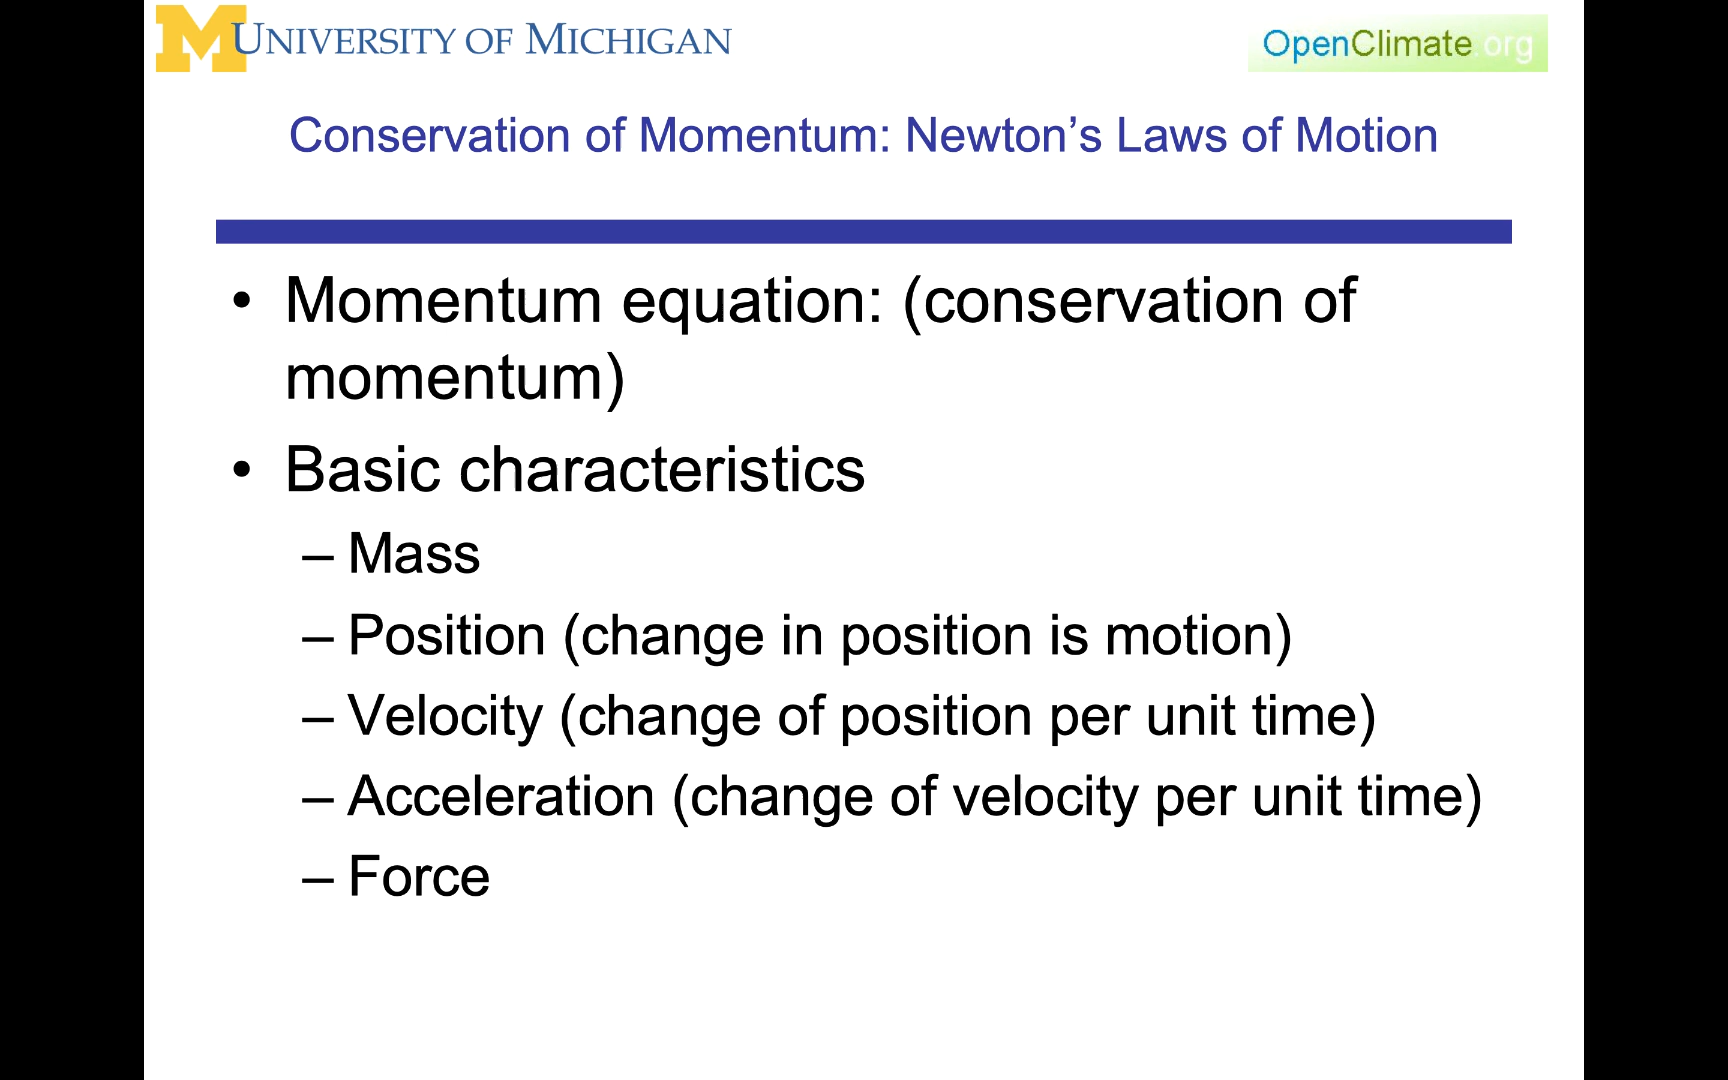 M UNIVERSITY OF MICHIGAN
OpenClimate.org
Conservation of Momentum: Newton’s Laws of Motion
• Momentum equation: (conservation of
momentum)
• Basic characteristics
– Mass
– Position (change in position is motion)
– Velocity (change of position per unit time)
– Acceleration (change of velocity per unit time)
– Force